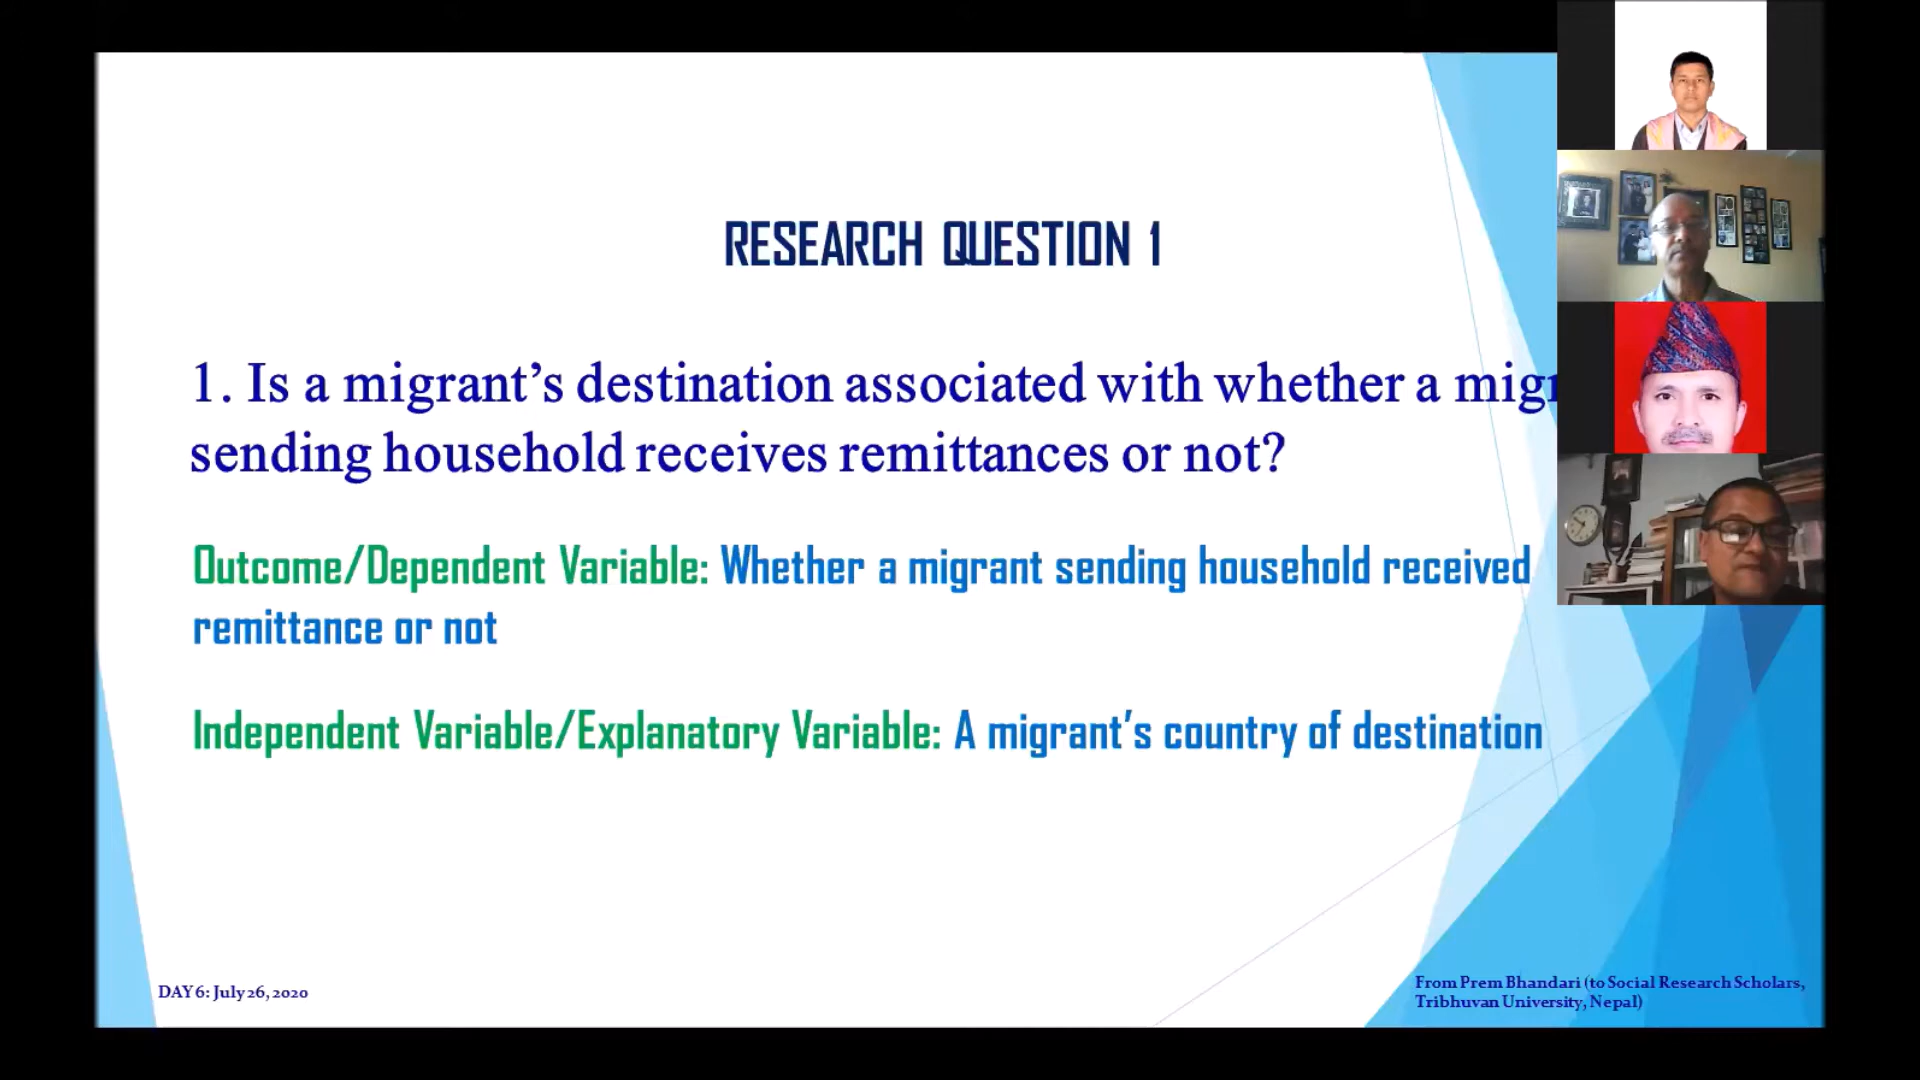 RESEARCH QUESTION 1
1. Is a migrant’s destination associated with whether a
sending household receives remittances or not?
Outcome/Dependent Variable: Whether a migrant sending household received
remittance or not
Independent Variable/Explanatory Variable: A migrant’s country of destination
DAY 6: July 26, 2020
From Prem Bhandari (to Social Research Scholars,
Tribhuvan University, Nepal)